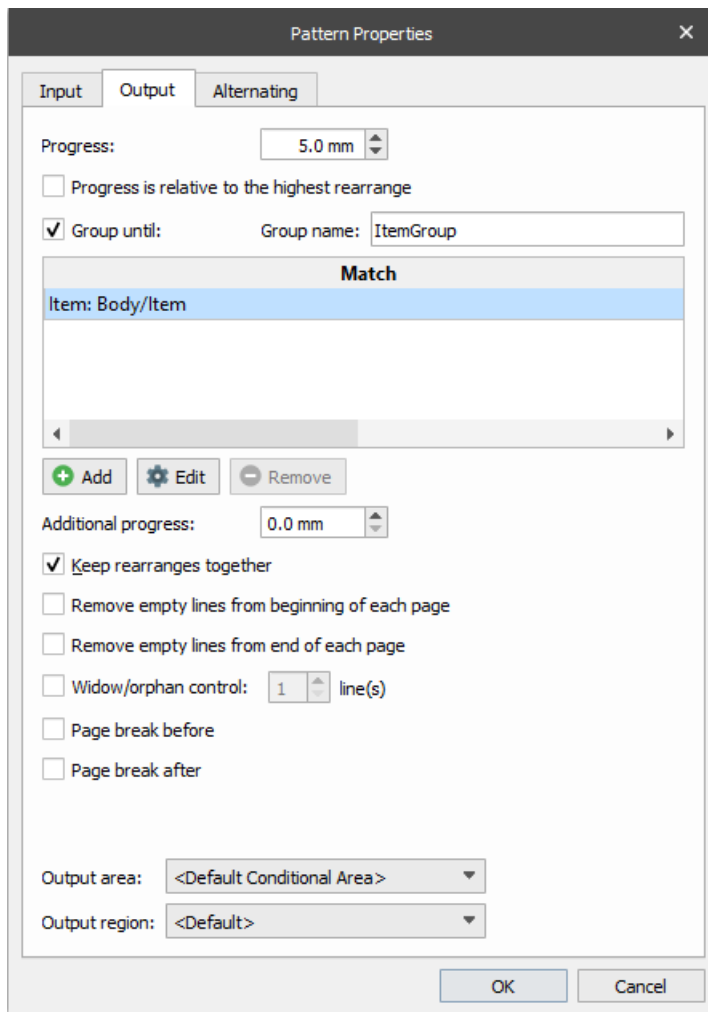 Pattern Properties
Input Output Alternating
Progress: 5.0 mm
Progress is relative to the highest rearrange
Group until: Group name: ItemGroup
Match
Item: Body/Item
Add Edit Remove
Additional progress: 0.0 mm
Keep rearranges together
Remove empty lines from beginning of each page
Remove empty lines from end of each page
Widow/orphan control: 1 line(s)
Page break before
Page break after
Output area: <Default Conditional Area>
Output region: <Default>
OK Cancel